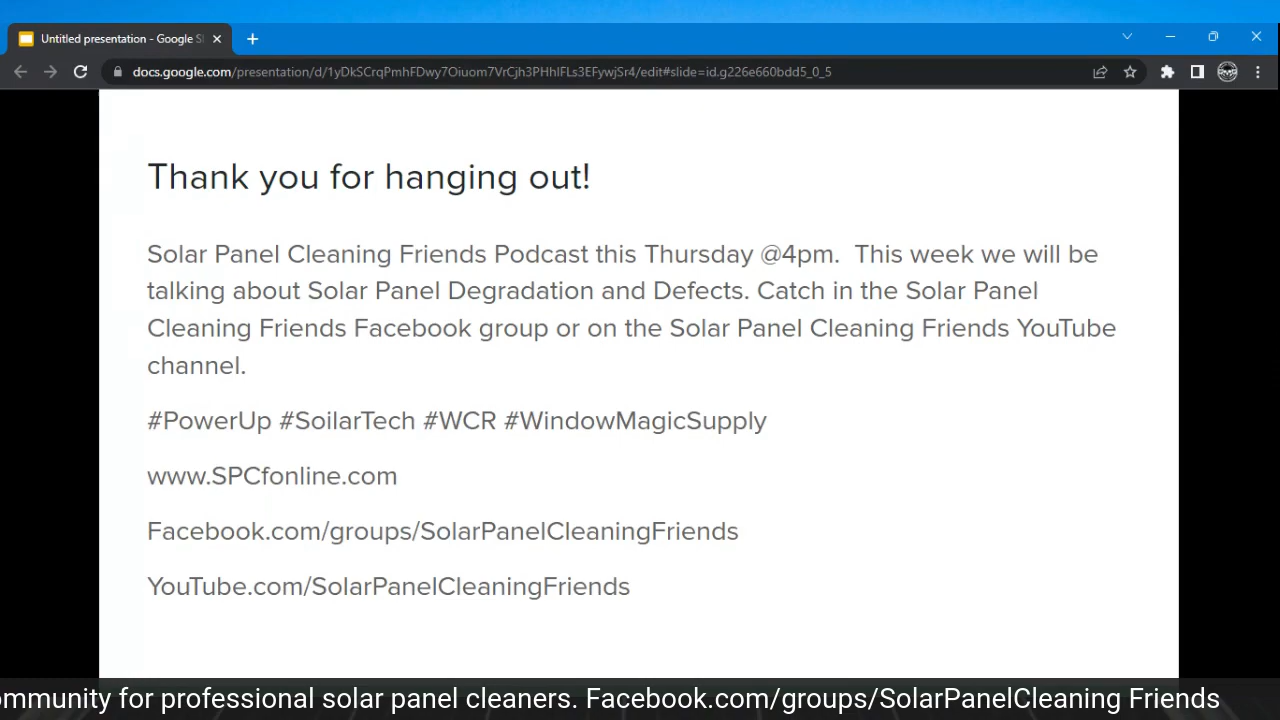 Untitled presentation - Google Sl
docs.google.com/presentation/d/1yDkSCrqPmhFDwy7Oiuom7VrCjh3PHhlFLs3EFywjSr4/edit#slide=id.g226e660bdd5_0_5
Thank you for hanging out!
Solar Panel Cleaning Friends Podcast this Thursday @4pm.  This week we will be
talking about Solar Panel Degradation and Defects. Catch in the Solar Panel
Cleaning Friends Facebook group or on the Solar Panel Cleaning Friends YouTube
channel.
#PowerUp #SoilarTech #WCR #WindowMagicSupply
www.SPCfonline.com
Facebook.com/groups/SolarPanelCleaningFriends
YouTube.com/SolarPanelCleaningFriends
ommunity for professional solar panel cleaners. Facebook.com/groups/SolarPanelCleaning Friends